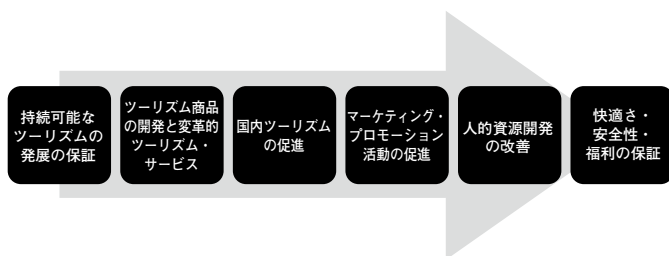 持続可能な
ツーリズムの
発展の保証
ツーリズム商品
の開発と変革的
ツーリズム・
サービス
国内ツーリズム
の促進
マーケティング・
プロモーション
活動の促進
人的資源開発
の改善
快適さ・
安全性・
福利の保証